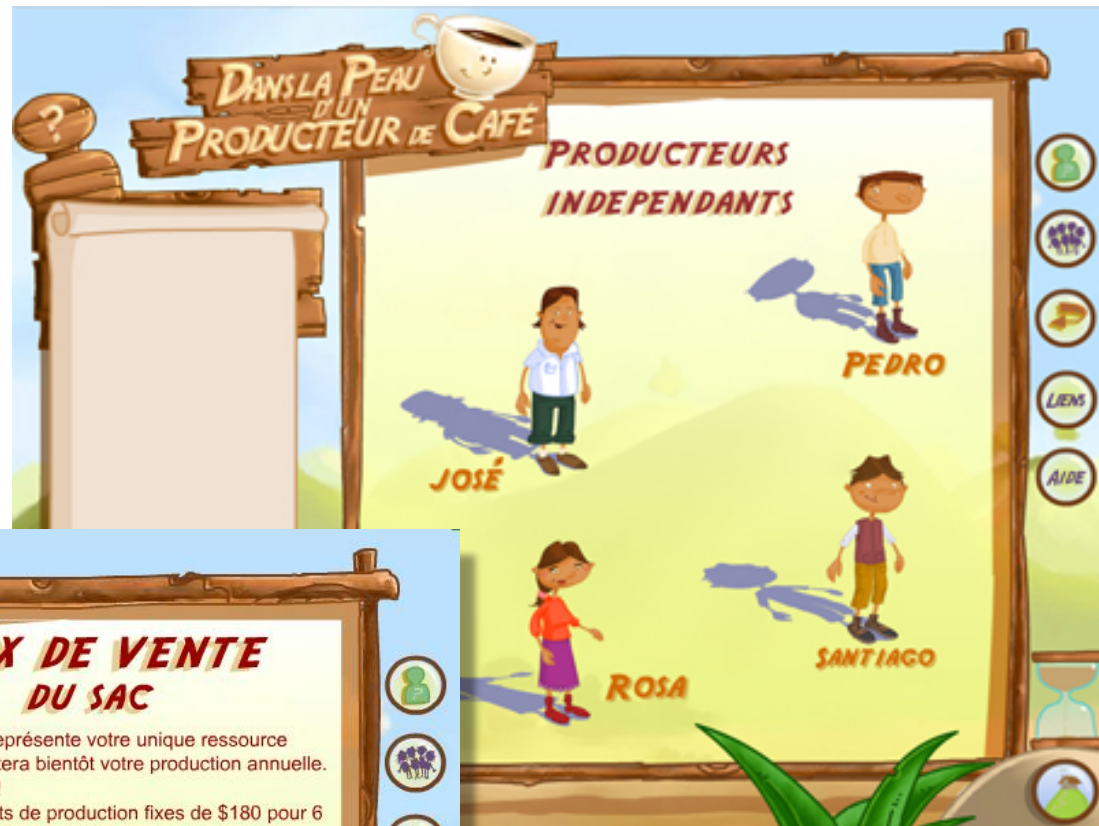 ?
DANS LA PEAU
D'UN
PRODUCTEUR DE CAFÉ
PRODUCTEURS
INDEPENDANTS
PEDRO
JOSÉ
LIENS
AIDE
SANTIAGO
ROSA
X DE VENTE
DU SAC
eprésente votre unique ressource
tera bientôt votre production annuelle.
ts de production fixes de $180 pour 6